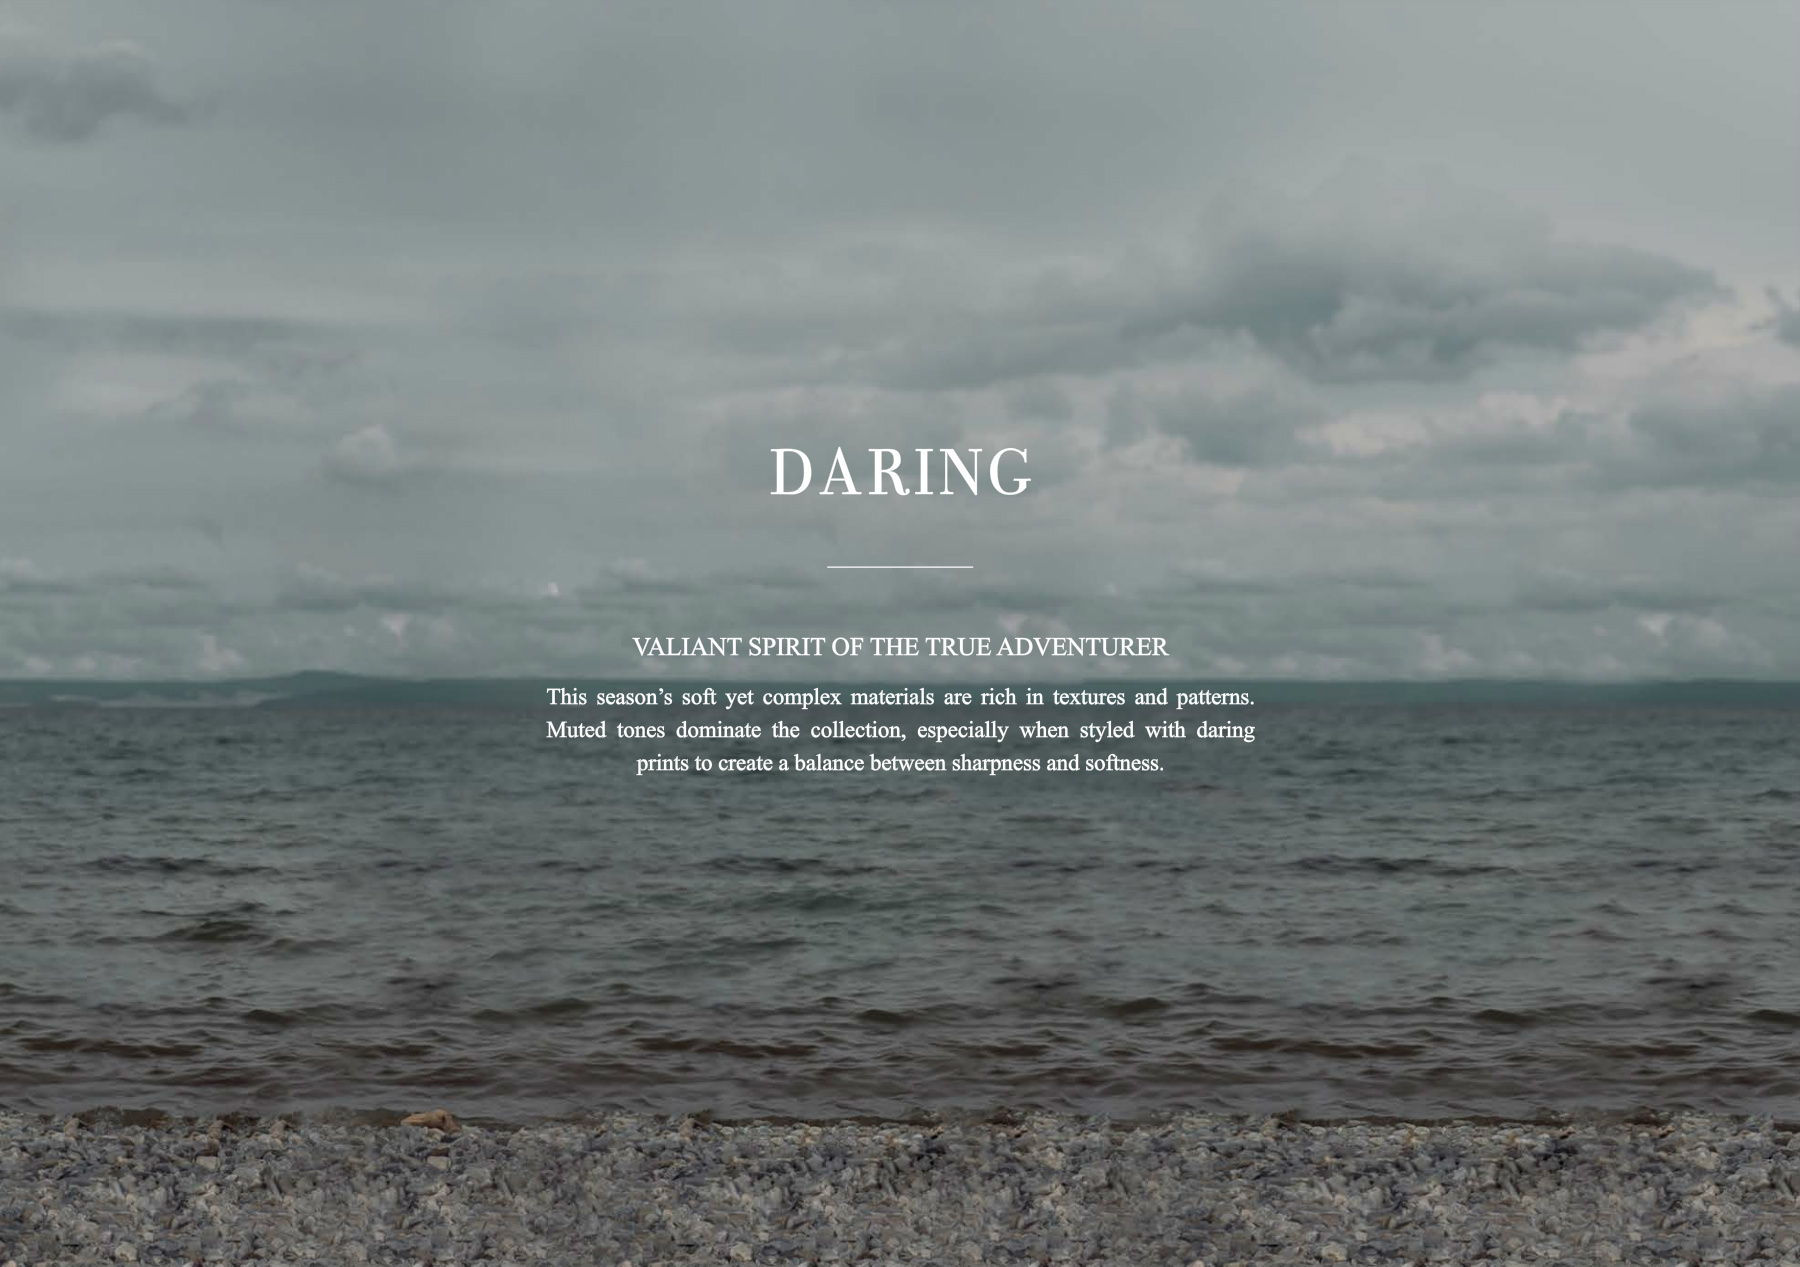 DARING
VALIANT SPIRIT OF THE TRUE ADVENTURER
This season’s soft yet complex materials are rich in textures and patterns.
Muted tones dominate the collection, especially when styled with daring
prints to create a balance between sharpness and softness.